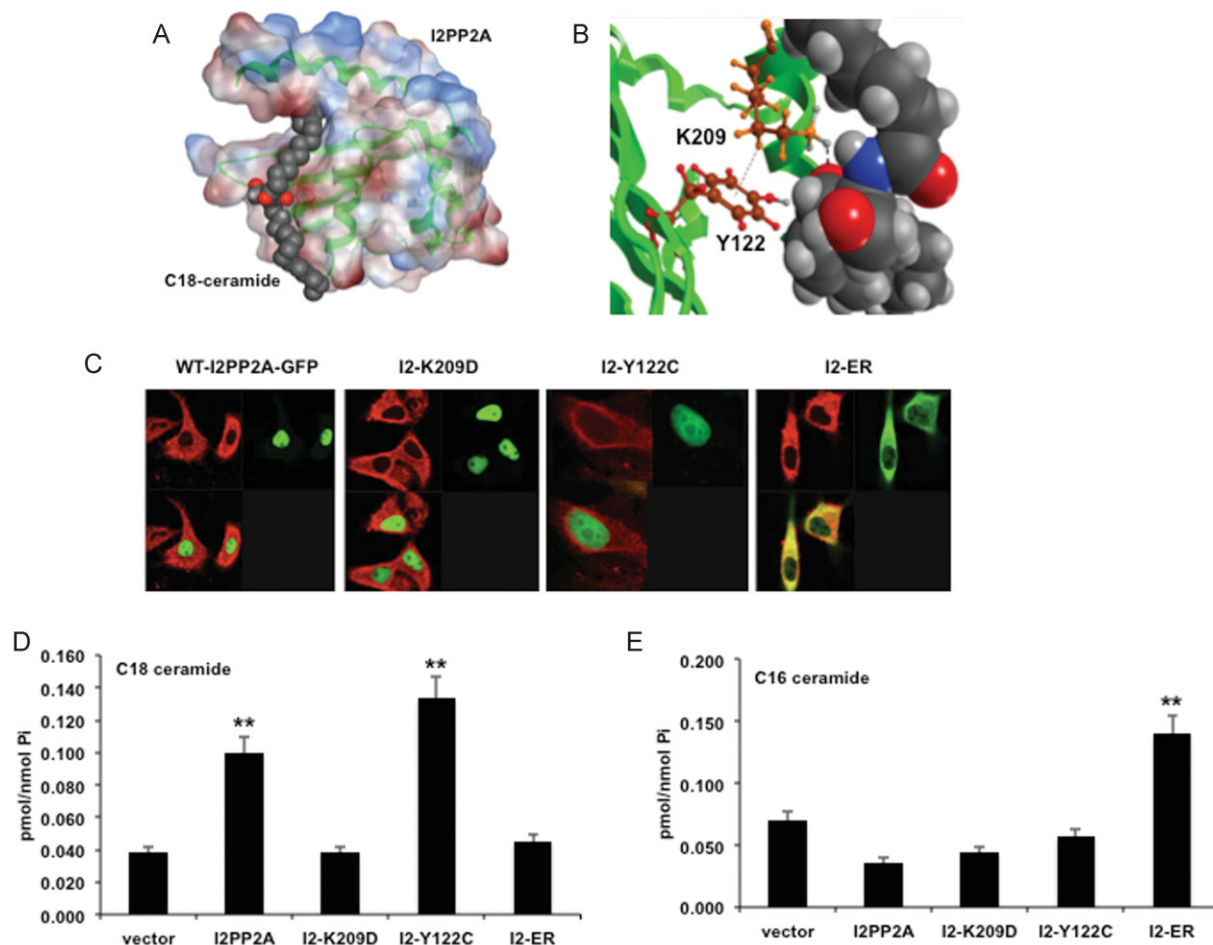 A
I2PP2A
C18-ceramide
B
K209
Y122
C
WT-I2PP2A-GFP
I2-K209D
I2-Y122C
I2-ER
D
C18 ceramide
pmol/nmol Pi
0.160
0.140
0.120
0.100
0.080
0.060
0.040
0.020
0.000
**
**
vector I2PP2A I2-K209D I2-Y122C I2-ER
E
C16 ceramide
pmol/nmol Pi
0.200
0.150
0.100
0.050
0.000
**
vector I2PP2A I2-K209D I2-Y122C I2-ER